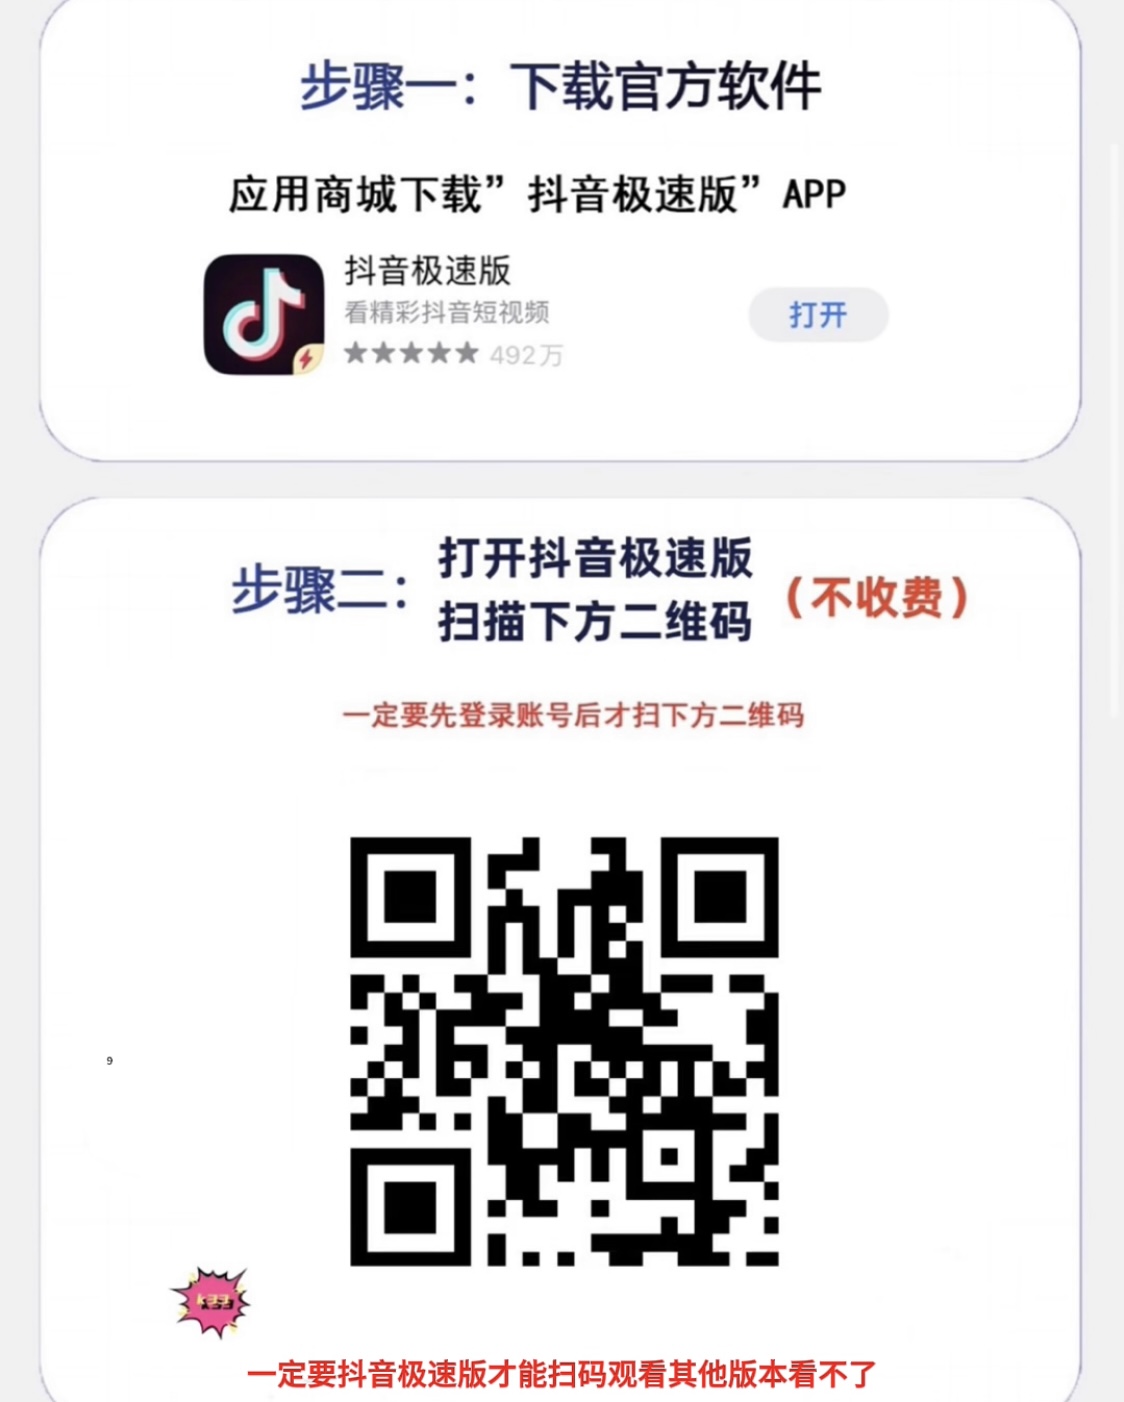 步骤一：下载官方软件
应用商城下载”抖音极速版”APP
抖音极速版
看精彩抖音短视频
492万
打开
步骤二：
打开抖音极速版
扫描下方二维码
（不收费）
一定要先登录账号后才扫下方二维码
9
k33
一定要抖音极速版才能扫码观看其他版本看不了